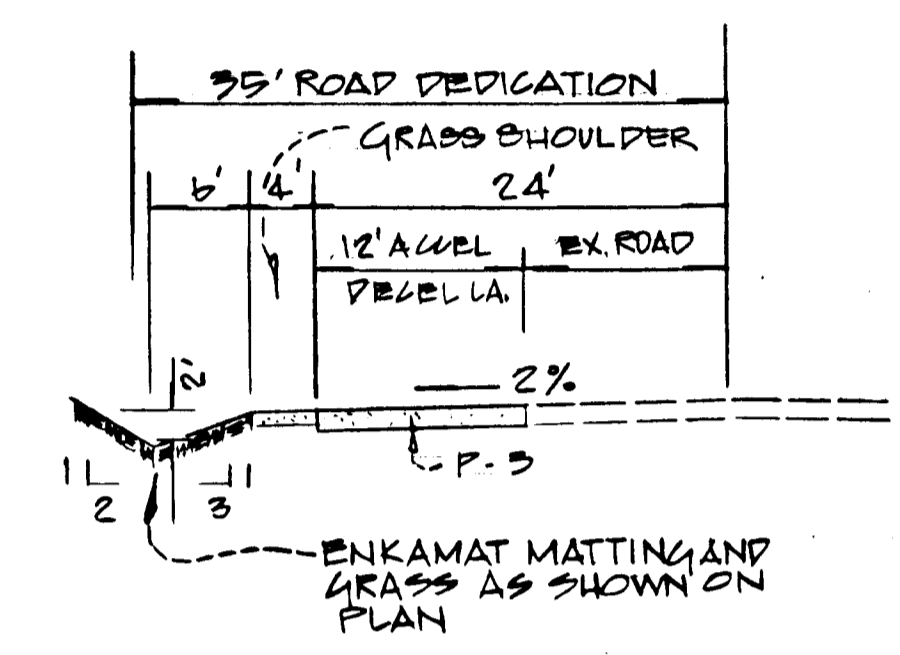 35' ROAD DEDICATION
GRASS SHOULDER
6' 4' 24'
12' ACCEL EX. ROAD
DECEL LA.
2'
2%
P-3
1 1
2 3
ENKAMAT MATTING AND
GRASS AS SHOWN ON
PLAN